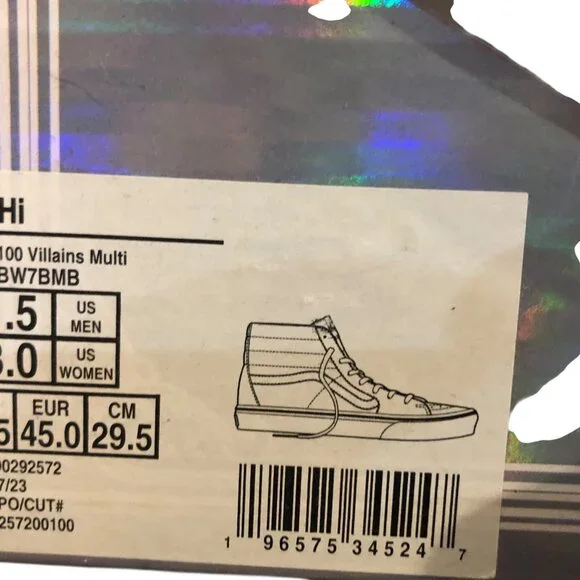 Hi
100 Villains Multi
BW7BMB
.5 US MEN
.0 US WOMEN
5 EUR 45.0 CM 29.5
00292572
7/23
PO/CUT#
257200100
1 96575 34524 7